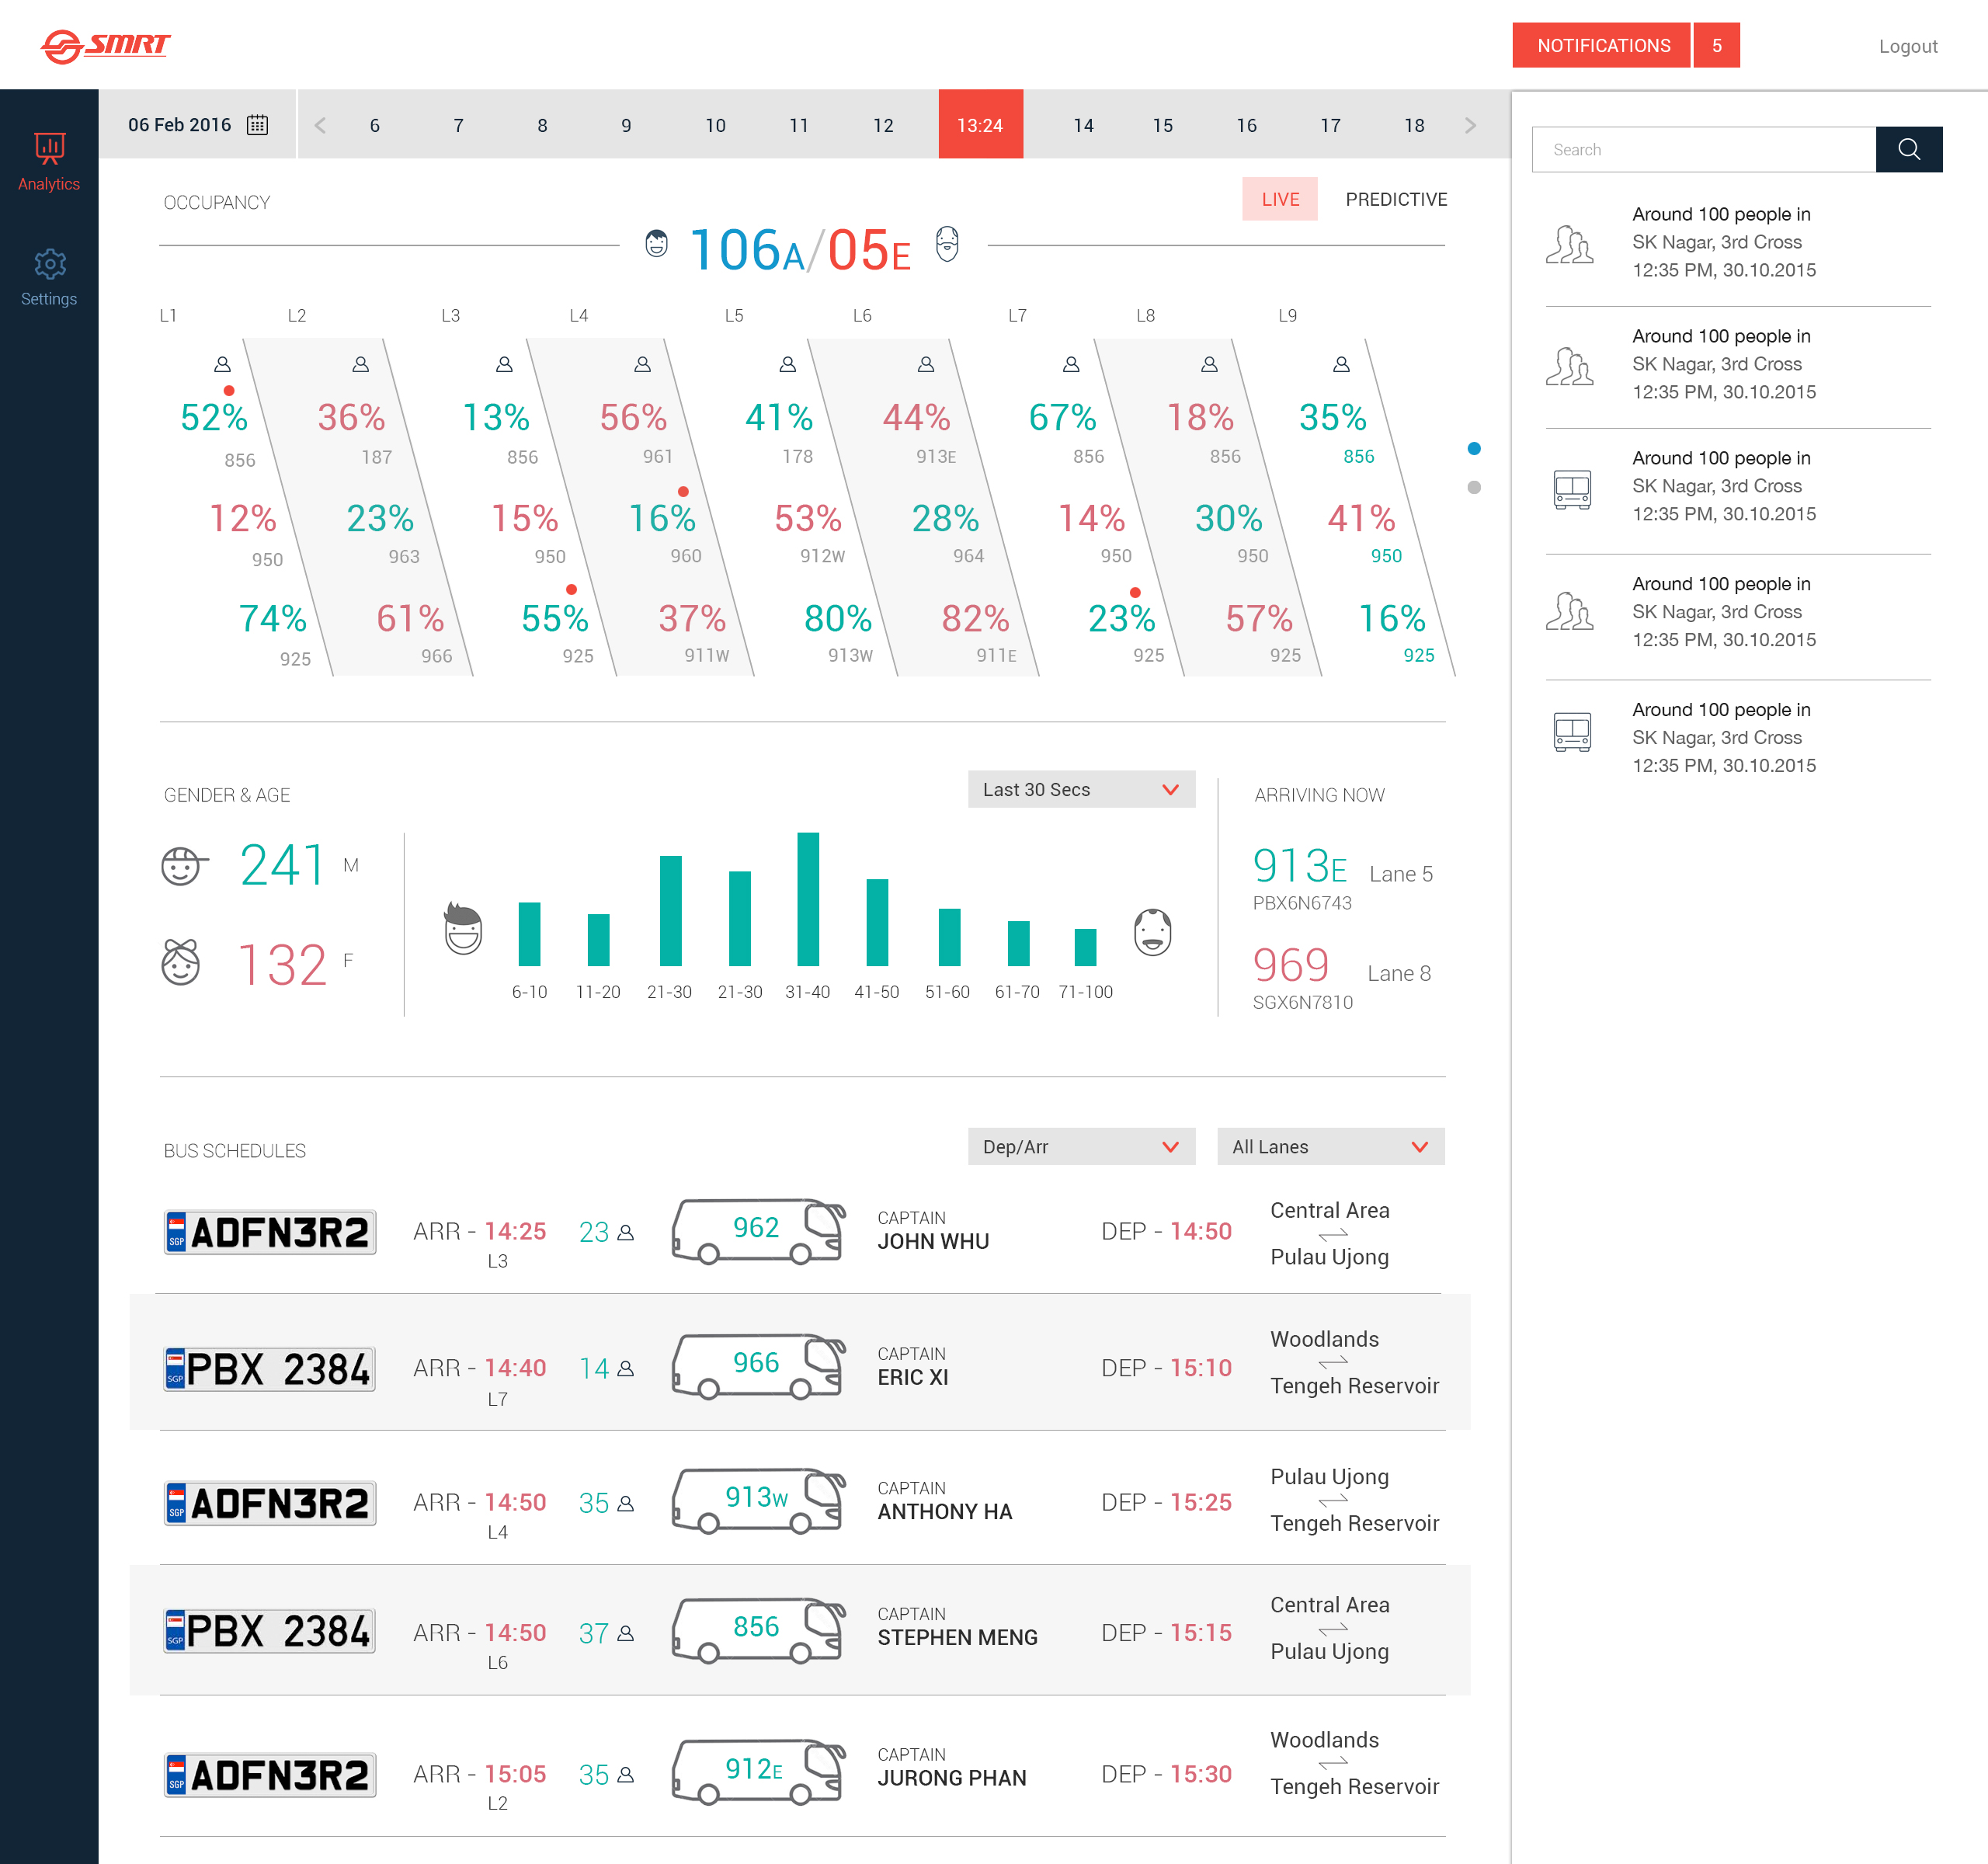 SMRT
NOTIFICATIONS 5
Logout
Analytics
Settings
06 Feb 2016
< 6 7 8 9 10 11 12 13:24 14 15 16 17 18 >
OCCUPANCY
LIVE PREDICTIVE
106A/05E
L1 L2 L3 L4 L5 L6 L7 L8 L9
52% 36% 13% 56% 41% 44% 67% 18% 35%
856 187 856 961 178 913E 856 856 856
12% 23% 15% 16% 53% 28% 14% 30% 41%
950 963 950 960 912W 964 950 950 950
74% 61% 55% 37% 80% 82% 23% 57% 16%
925 966 925 911W 913W 911E 925 925 925
GENDER & AGE
Last 30 Secs
241 M
132 F
6-10 11-20 21-30 21-30 31-40 41-50 51-60 61-70 71-100
ARRIVING NOW
913E Lane 5
PBX6N6743
969 Lane 8
SGX6N7810
BUS SCHEDULES
Dep/Arr
All Lanes
SGP ADFN3R2
ARR - 14:25
L3
23
962
CAPTAIN
JOHN WHU
DEP - 14:50
Central Area
Pulau Ujong
SGP PBX 2384
ARR - 14:40
L7
14
966
CAPTAIN
ERIC XI
DEP - 15:10
Woodlands
Tengeh Reservoir
SGP ADFN3R2
ARR - 14:50
L4
35
913W
CAPTAIN
ANTHONY HA
DEP - 15:25
Pulau Ujong
Tengeh Reservoir
SGP PBX 2384
ARR - 14:50
L6
37
856
CAPTAIN
STEPHEN MENG
DEP - 15:15
Central Area
Pulau Ujong
SGP ADFN3R2
ARR - 15:05
L2
35
912E
CAPTAIN
JURONG PHAN
DEP - 15:30
Woodlands
Tengeh Reservoir
Search
Around 100 people in
SK Nagar, 3rd Cross
12:35 PM, 30.10.2015
Around 100 people in
SK Nagar, 3rd Cross
12:35 PM, 30.10.2015
Around 100 people in
SK Nagar, 3rd Cross
12:35 PM, 30.10.2015
Around 100 people in
SK Nagar, 3rd Cross
12:35 PM, 30.10.2015
Around 100 people in
SK Nagar, 3rd Cross
12:35 PM, 30.10.2015